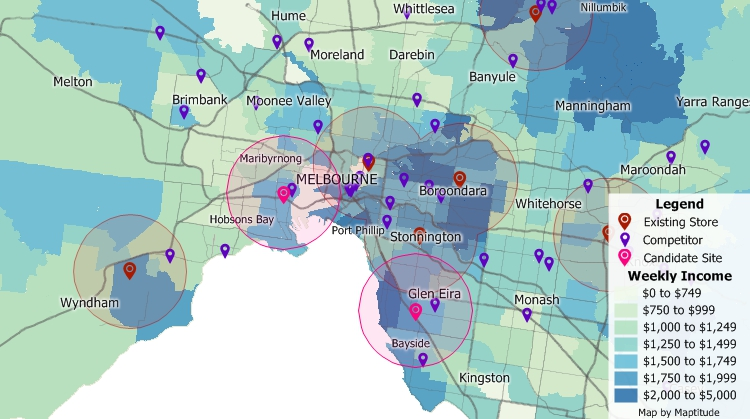 Hume
Whittlesea
Nillumbik
Moreland
Darebin
Melton
Banyule
Brimbank
Moonee Valley
Manningham
Yarra Ranges
Maribyrnong
Maroondah
MELBOURNE
Boroondara
Whitehorse
Hobsons Bay
Port Phillip
Stonnington
Wyndham
Glen Eira
Monash
Bayside
Kingston
Legend
Existing Store
Competitor
Candidate Site
Weekly Income
$0 to $749
$750 to $999
$1,000 to $1,249
$1,250 to $1,499
$1,500 to $1,749
$1,750 to $1,999
$2,000 to $5,000
Map by Maptitude